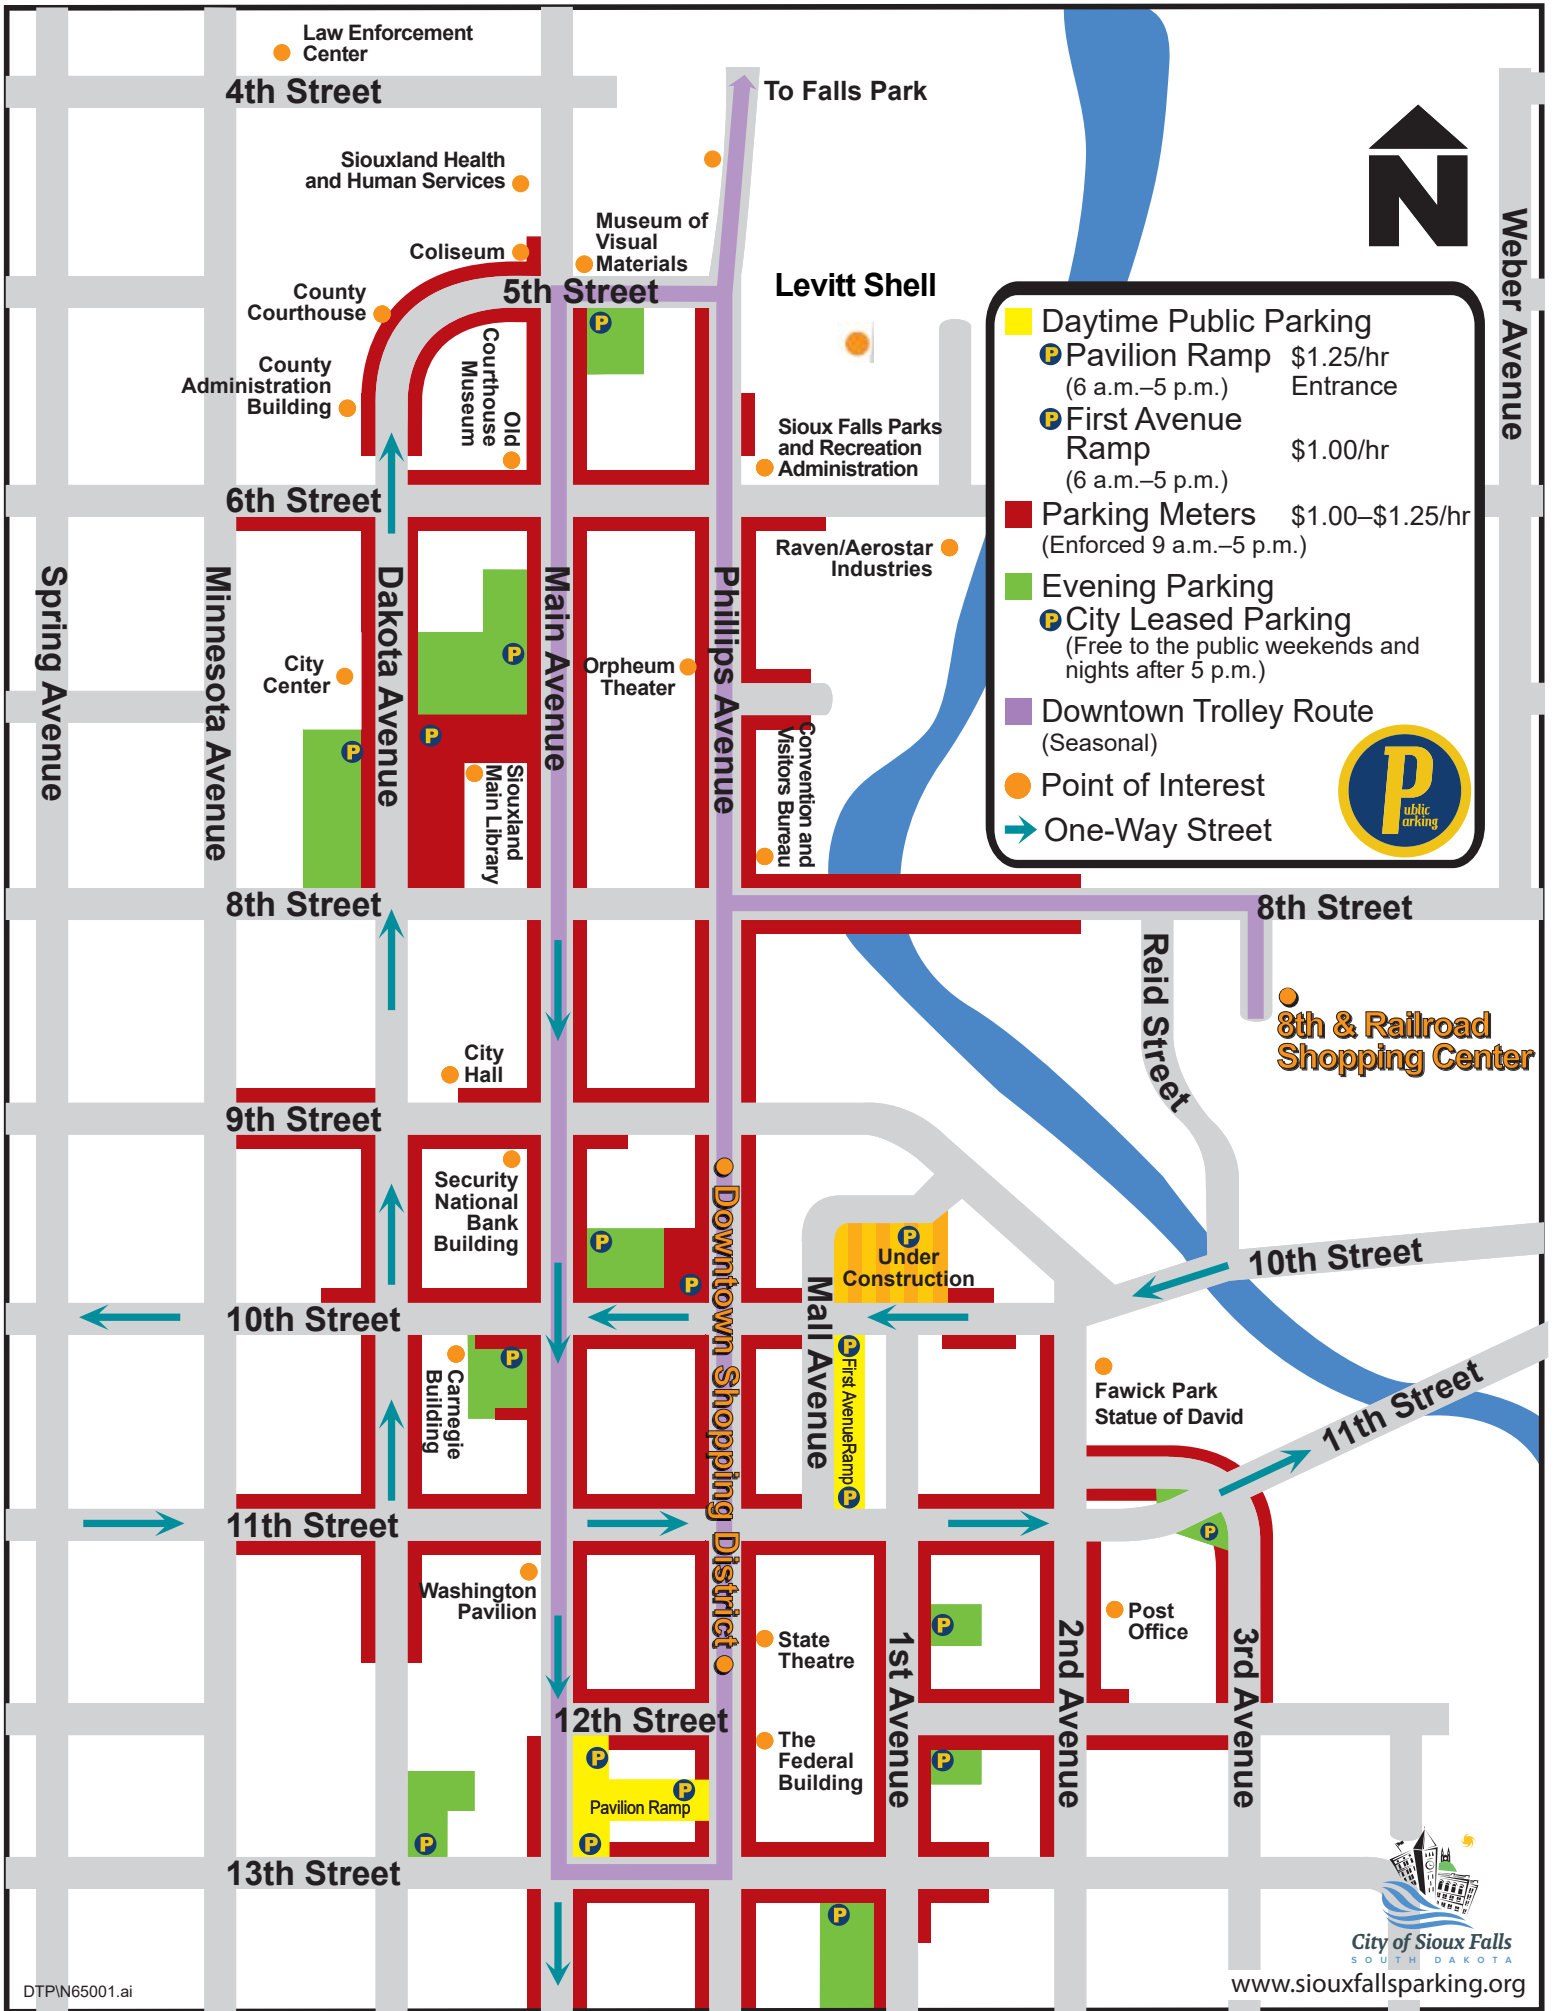 Law Enforcement
Center
4th Street
To Falls Park
Siouxland Health
and Human Services
N
Museum of
Visual
Materials
Coliseum
5th Street
Levitt Shell
County
Courthouse
Weber Avenue
County
Administration
Building
Old
Courthouse
Museum
P
Sioux Falls Parks
and Recreation
Administration
Daytime Public Parking
P Pavilion Ramp $1.25/hr
(6 a.m.–5 p.m.) Entrance
P First Avenue
Ramp $1.00/hr
(6 a.m.–5 p.m.)
Parking Meters $1.00–$1.25/hr
(Enforced 9 a.m.–5 p.m.)
Evening Parking
P City Leased Parking
(Free to the public weekends and
nights after 5 p.m.)
Downtown Trolley Route
(Seasonal)
Point of Interest
One-Way Street
Public
Parking
6th Street
Raven/Aerostar
Industries
Spring Avenue
Minnesota Avenue
Dakota Avenue
Main Avenue
Phillips Avenue
P
City
Center
Orpheum
Theater
P
P
Siouxland
Main Library
Convention and
Visitors Bureau
8th Street
8th Street
Reid Street
8th & Railroad
Shopping Center
City
Hall
9th Street
Security
National
Bank
Building
P
P
Downtown Shopping District
P
Under
Construction
Mall Avenue
10th Street
10th Street
Carnegie
Building
P
P
First AvenueRamp
P
Fawick Park
Statue of David
11th Street
11th Street
P
Washington
Pavilion
State
Theatre
P
Post
Office
1st Avenue
2nd Avenue
3rd Avenue
12th Street
The
Federal
Building
P
P
P
Pavilion Ramp
P
P
13th Street
P
City of Sioux Falls
SOUTH DAKOTA
www.siouxfallsparking.org
DTP\N65001.ai